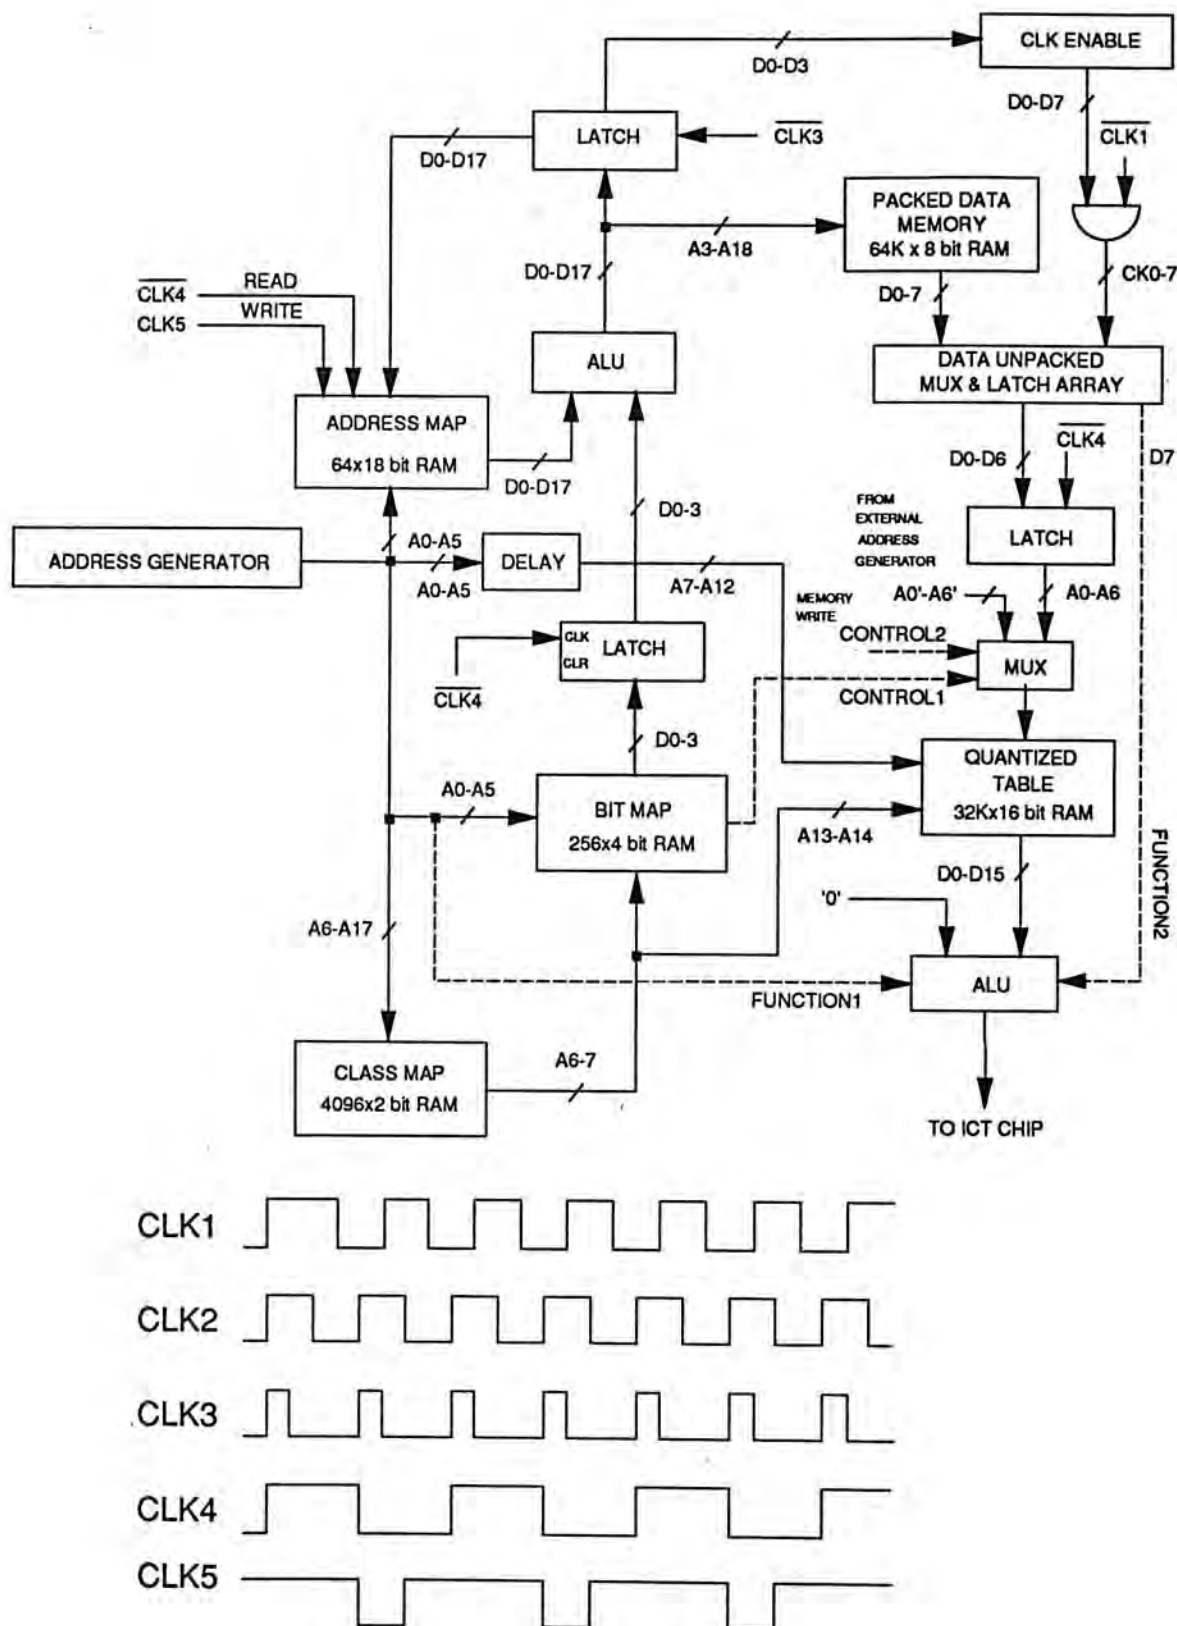 CLK ENABLE
D0-D3
D0-D7
CLK1
LATCH
CLK3
D0-D17
PACKED DATA
MEMORY
64K x 8 bit RAM
A3-A18
D0-D17
D0-7
CK0-7
CLK4
READ
CLK5
WRITE
ALU
DATA UNPACKED
MUX & LATCH ARRAY
ADDRESS MAP
64x18 bit RAM
D0-D17
D0-D6
CLK4
D7
D0-3
FROM
EXTERNAL
ADDRESS
GENERATOR
LATCH
ADDRESS GENERATOR
A0-A5
A0-A5
DELAY
A7-A12
A0'-A6'
A0-A6
MEMORY
WRITE
CONTROL2
MUX
CLK
CLR
LATCH
CLK4
CONTROL1
D0-3
QUANTIZED
TABLE
32Kx16 bit RAM
A0-A5
BIT MAP
256x4 bit RAM
A13-A14
D0-D15
FUNCTION2
'0'
A6-A17
ALU
FUNCTION1
CLASS MAP
4096x2 bit RAM
A6-7
TO ICT CHIP
CLK1
CLK2
CLK3
CLK4
CLK5